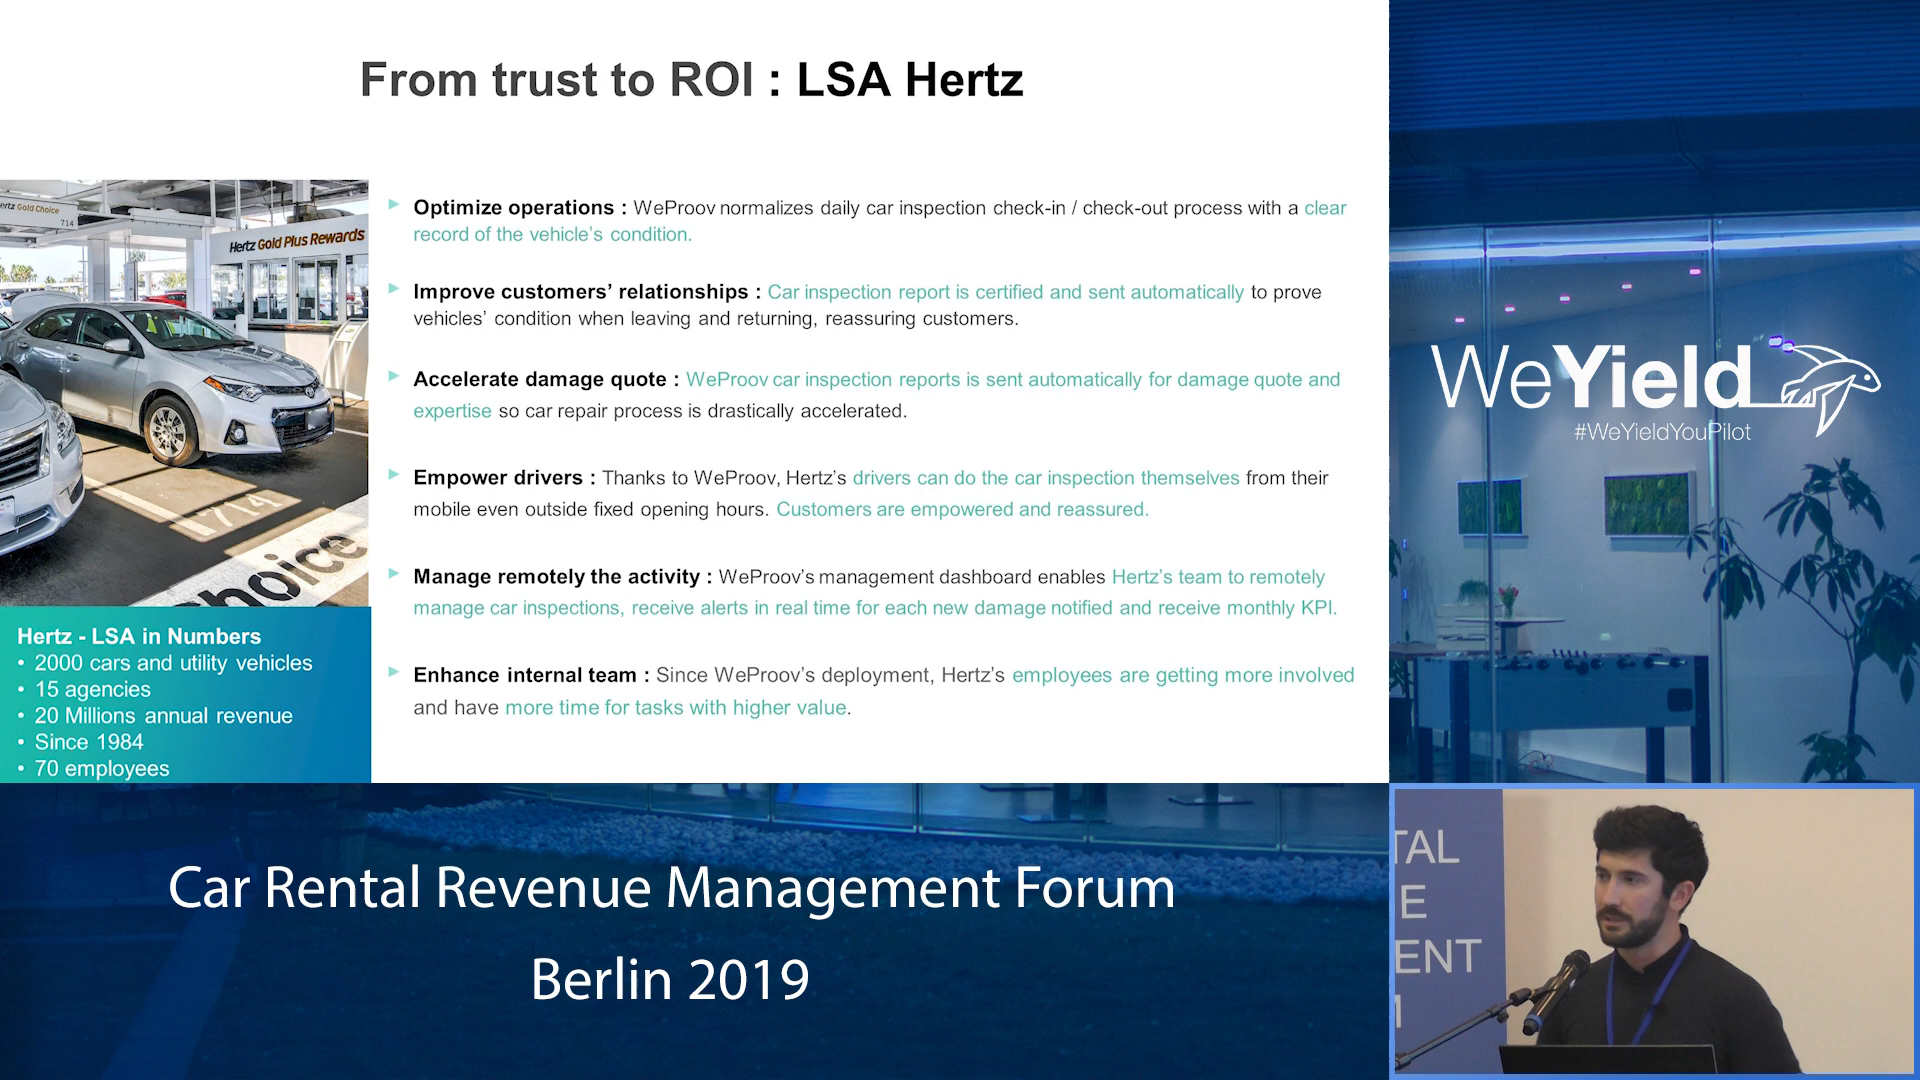 From trust to ROI : LSA Hertz
ertz Gold Choice
714
Hertz Gold Plus Rewards
714
Choice
Optimize operations : WeProov normalizes daily car inspection check-in / check-out process with a clear
record of the vehicle's condition.
Improve customers' relationships : Car inspection report is certified and sent automatically to prove
vehicles' condition when leaving and returning, reassuring customers.
Accelerate damage quote : WeProov car inspection reports is sent automatically for damage quote and
expertise so car repair process is drastically accelerated.
Empower drivers : Thanks to WeProov, Hertz's drivers can do the car inspection themselves from their
mobile even outside fixed opening hours. Customers are empowered and reassured.
Manage remotely the activity : WeProov's management dashboard enables Hertz's team to remotely
manage car inspections, receive alerts in real time for each new damage notified and receive monthly KPI.
Enhance internal team : Since WeProov's deployment, Hertz's employees are getting more involved
and have more time for tasks with higher value.
Hertz - LSA in Numbers
• 2000 cars and utility vehicles
• 15 agencies
• 20 Millions annual revenue
• Since 1984
• 70 employees
WeYield
#WeYieldYouPilot
Car Rental Revenue Management Forum
Berlin 2019
TAL
E
ENT
M